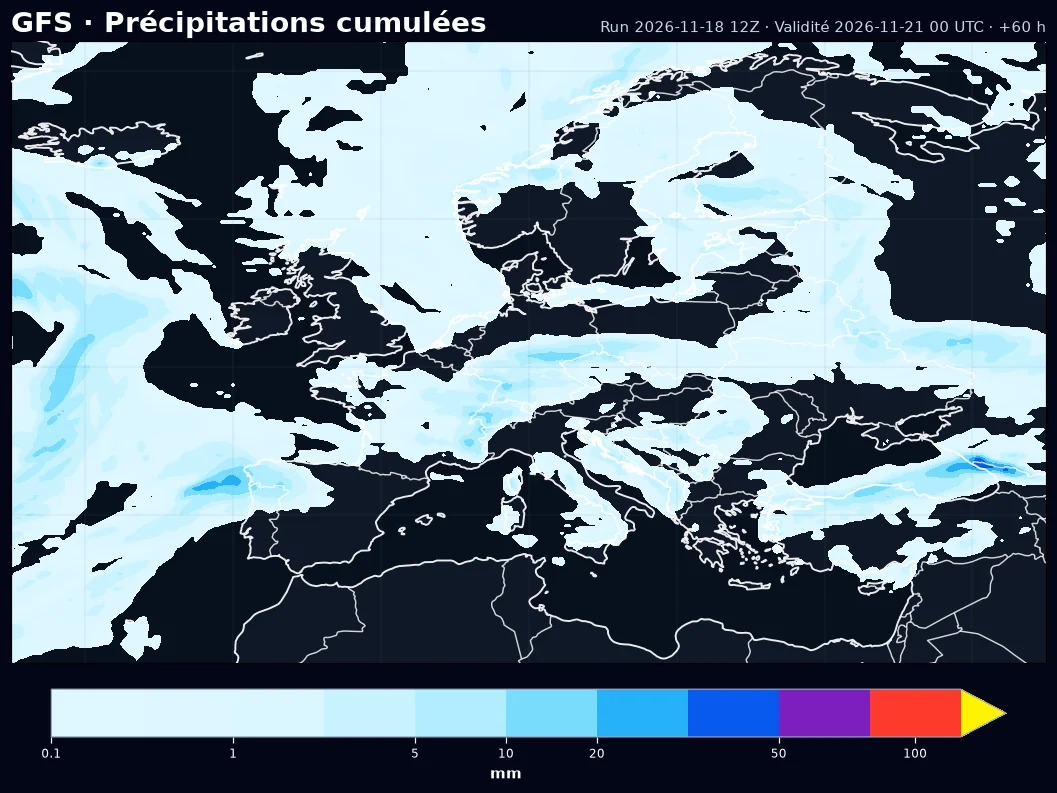 GFS · Précipitations cumulées
Run 2026-11-18 12Z · Validité 2026-11-21 00 UTC · +60 h
0.1 1 5 10 20 50 100
mm